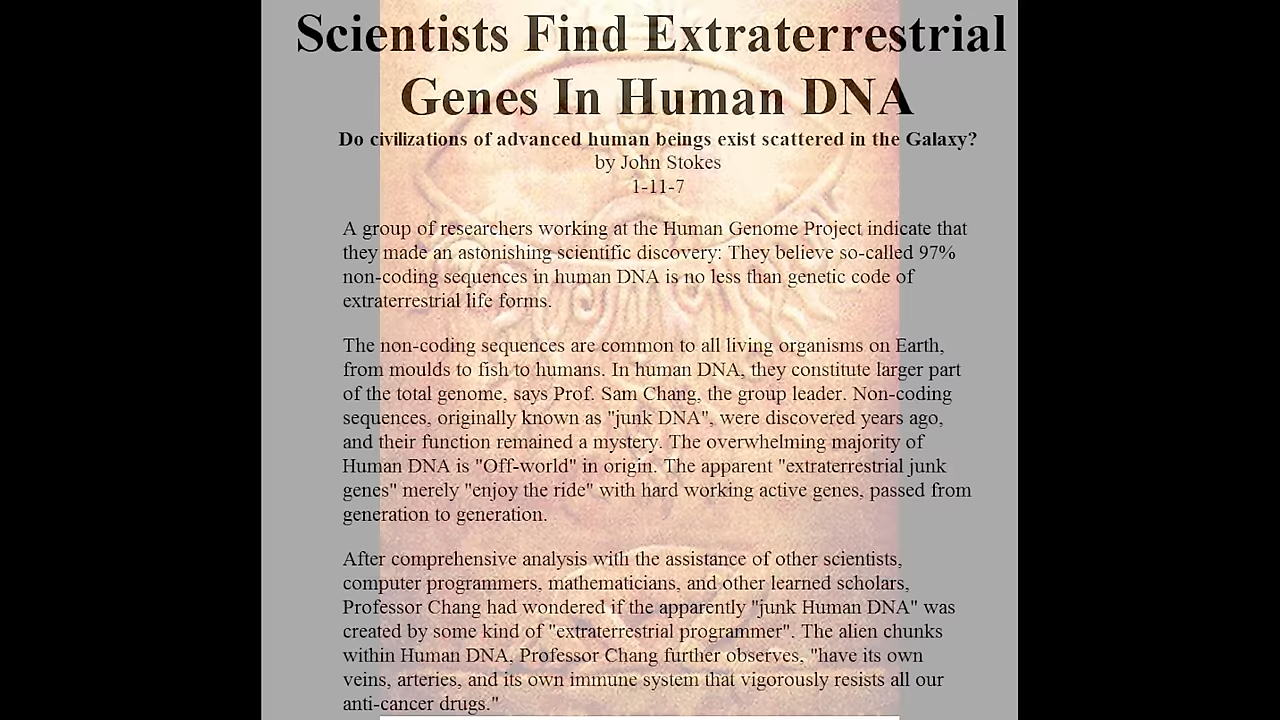 Scientists Find Extraterrestrial
Genes In Human DNA
Do civilizations of advanced human beings exist scattered in the Galaxy?
by John Stokes
1-11-7
A group of researchers working at the Human Genome Project indicate that
they made an astonishing scientific discovery: They believe so-called 97%
non-coding sequences in human DNA is no less than genetic code of
extraterrestrial life forms.
The non-coding sequences are common to all living organisms on Earth,
from moulds to fish to humans. In human DNA, they constitute larger part
of the total genome, says Prof. Sam Chang, the group leader. Non-coding
sequences, originally known as "junk DNA", were discovered years ago,
and their function remained a mystery. The overwhelming majority of
Human DNA is "Off-world" in origin. The apparent "extraterrestrial junk
genes" merely "enjoy the ride" with hard working active genes, passed from
generation to generation.
After comprehensive analysis with the assistance of other scientists,
computer programmers, mathematicians, and other learned scholars,
Professor Chang had wondered if the apparently "junk Human DNA" was
created by some kind of "extraterrestrial programmer". The alien chunks
within Human DNA, Professor Chang further observes, "have its own
veins, arteries, and its own immune system that vigorously resists all our
anti-cancer drugs."